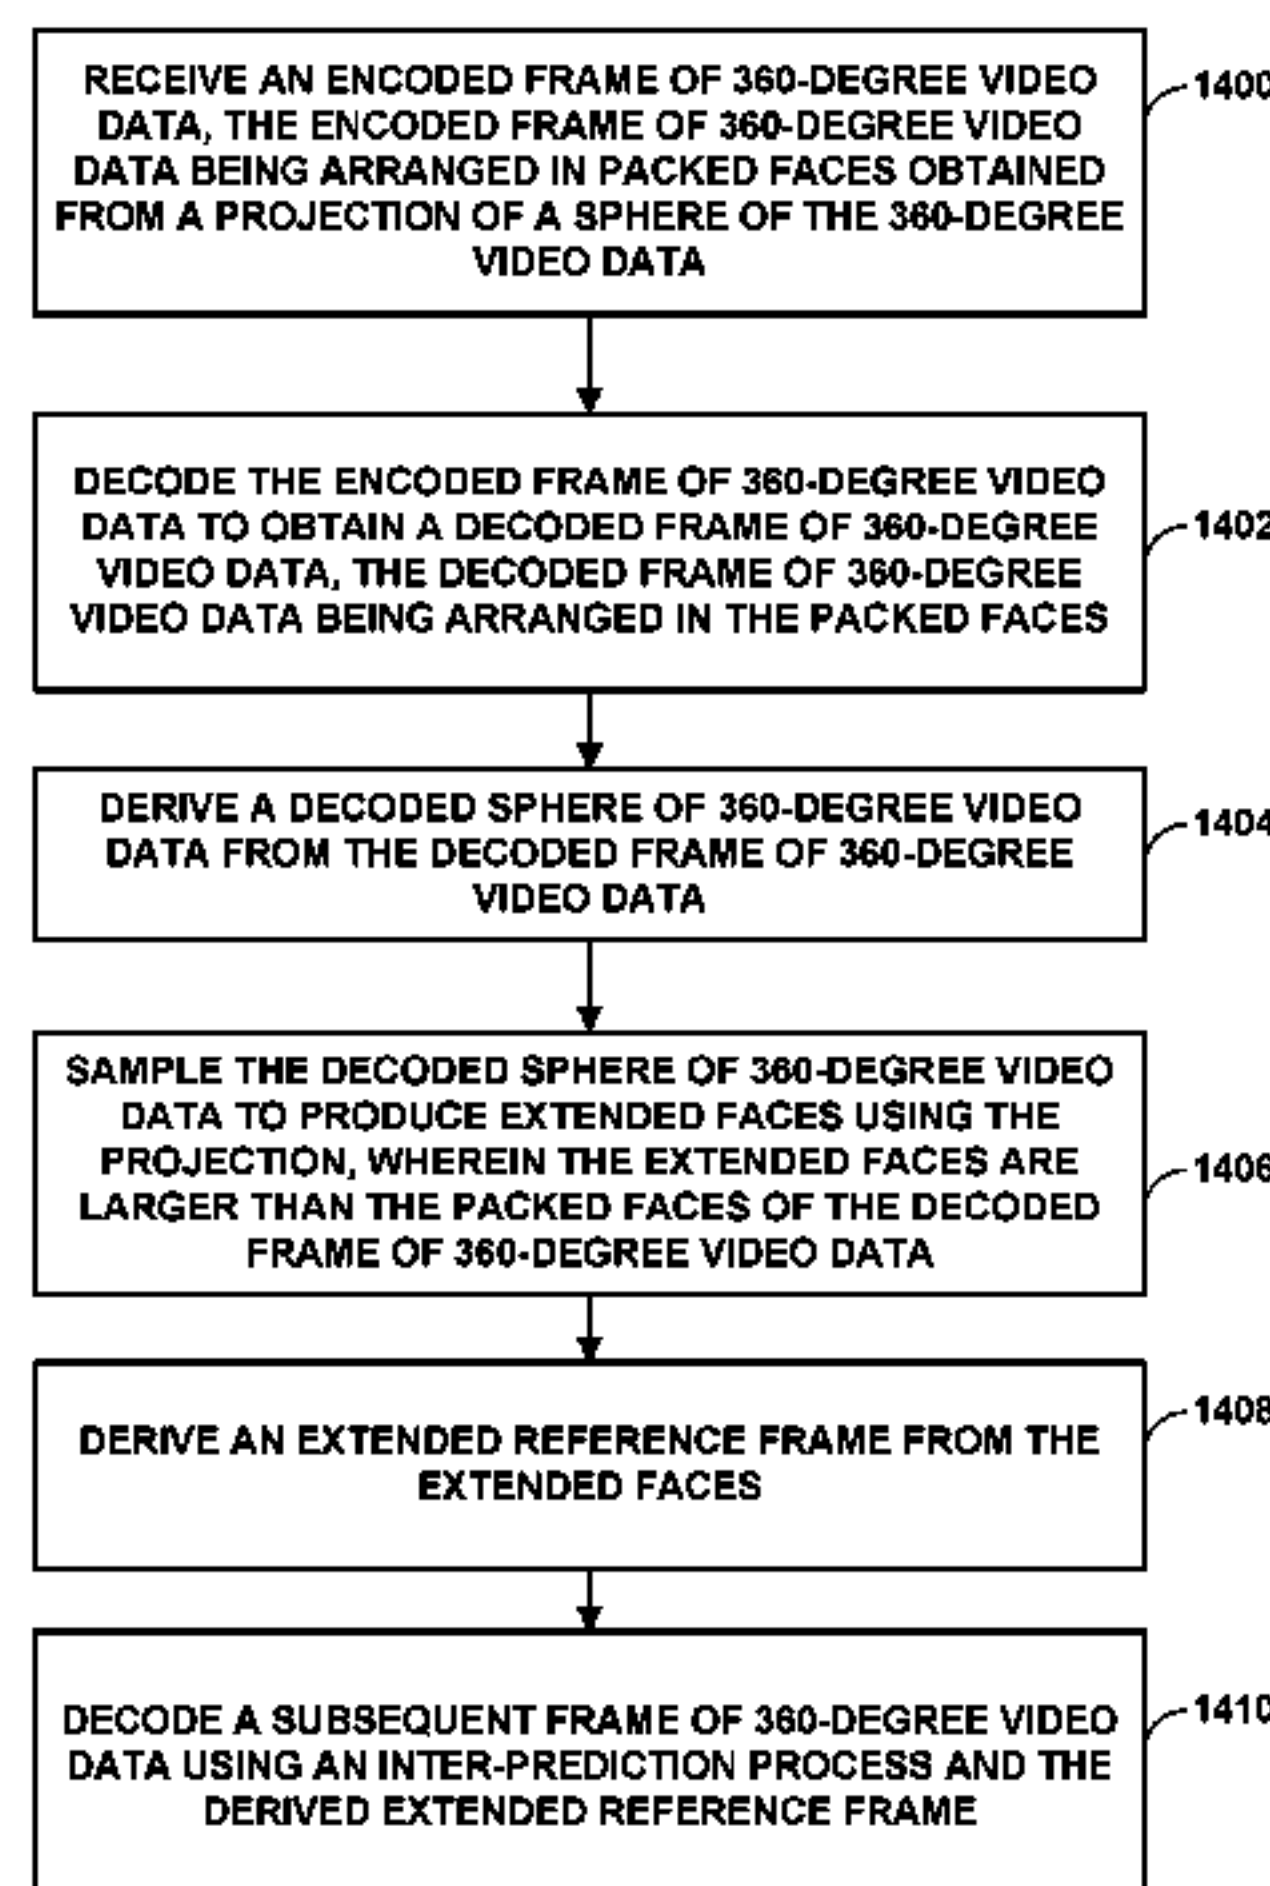 RECEIVE AN ENCODED FRAME OF 360-DEGREE VIDEO
DATA, THE ENCODED FRAME OF 360-DEGREE VIDEO
DATA BEING ARRANGED IN PACKED FACES OBTAINED
FROM A PROJECTION OF A SPHERE OF THE 360-DEGREE
VIDEO DATA
1400
DECODE THE ENCODED FRAME OF 360-DEGREE VIDEO
DATA TO OBTAIN A DECODED FRAME OF 360-DEGREE
VIDEO DATA, THE DECODED FRAME OF 360-DEGREE
VIDEO DATA BEING ARRANGED IN THE PACKED FACES
1402
DERIVE A DECODED SPHERE OF 360-DEGREE VIDEO
DATA FROM THE DECODED FRAME OF 360-DEGREE
VIDEO DATA
1404
SAMPLE THE DECODED SPHERE OF 360-DEGREE VIDEO
DATA TO PRODUCE EXTENDED FACES USING THE
PROJECTION, WHEREIN THE EXTENDED FACES ARE
LARGER THAN THE PACKED FACES OF THE DECODED
FRAME OF 360-DEGREE VIDEO DATA
1406
DERIVE AN EXTENDED REFERENCE FRAME FROM THE
EXTENDED FACES
1408
DECODE A SUBSEQUENT FRAME OF 360-DEGREE VIDEO
DATA USING AN INTER-PREDICTION PROCESS AND THE
DERIVED EXTENDED REFERENCE FRAME
1410